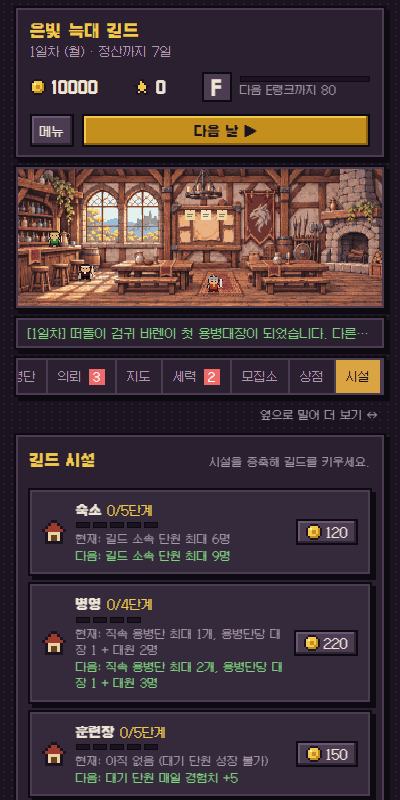 은빛 늑대 길드
1일차 (월) · 정산까지 7일
10000
0
F
다음 E랭크까지 80
메뉴
다음 날 ▶
[1일차] 떠돌이 검귀 바렌이 첫 용병대장이 되었습니다. 다른…
명단
의뢰 3
지도
세력 2
모집소
상점
시설
옆으로 밀어 더 보기 ↔
길드 시설
시설을 증축해 길드를 키우세요.
숙소 0/5단계
현재: 길드 소속 단원 최대 6명
다음: 길드 소속 단원 최대 9명
120
병영 0/4단계
현재: 직속 용병단 최대 1개, 용병단당 대
장 1 + 대원 2명
다음: 직속 용병단 최대 2개, 용병단당 대
장 1 + 대원 3명
220
훈련장 0/5단계
현재: 아직 없음 (대기 단원 성장 불가)
다음: 대기 단원 매일 경험치 +5
150